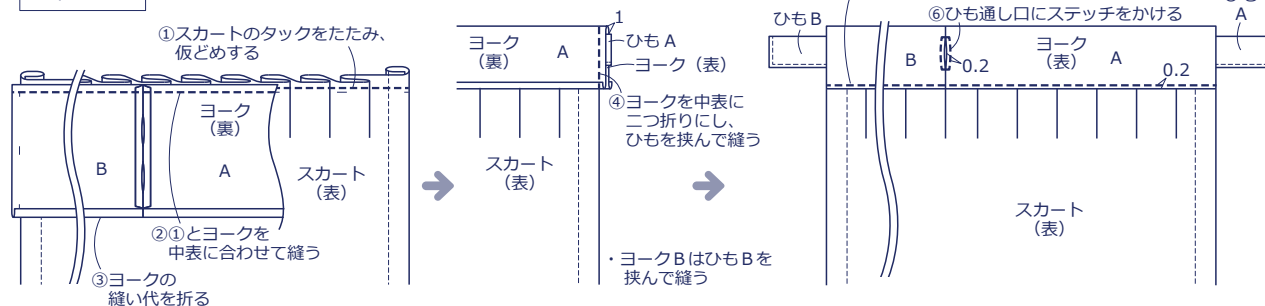 ①スカートのタックをたたみ、
仮どめする
ヨーク
（裏）
B
A
スカート
（表）
②①とヨークを
中表に合わせて縫う
③ヨークの
縫い代を折る
1
ヨーク
（裏）
A
ひもA
ヨーク（表）
④ヨークを中表に
二つ折りにし、
ひもを挟んで縫う
スカート
（表）
・ヨークBはひもBを
挟んで縫う
ひもB
⑥ひも通し口にステッチをかける
A
B
0.2
ヨーク
（表）
A
0.2
スカート
（表）